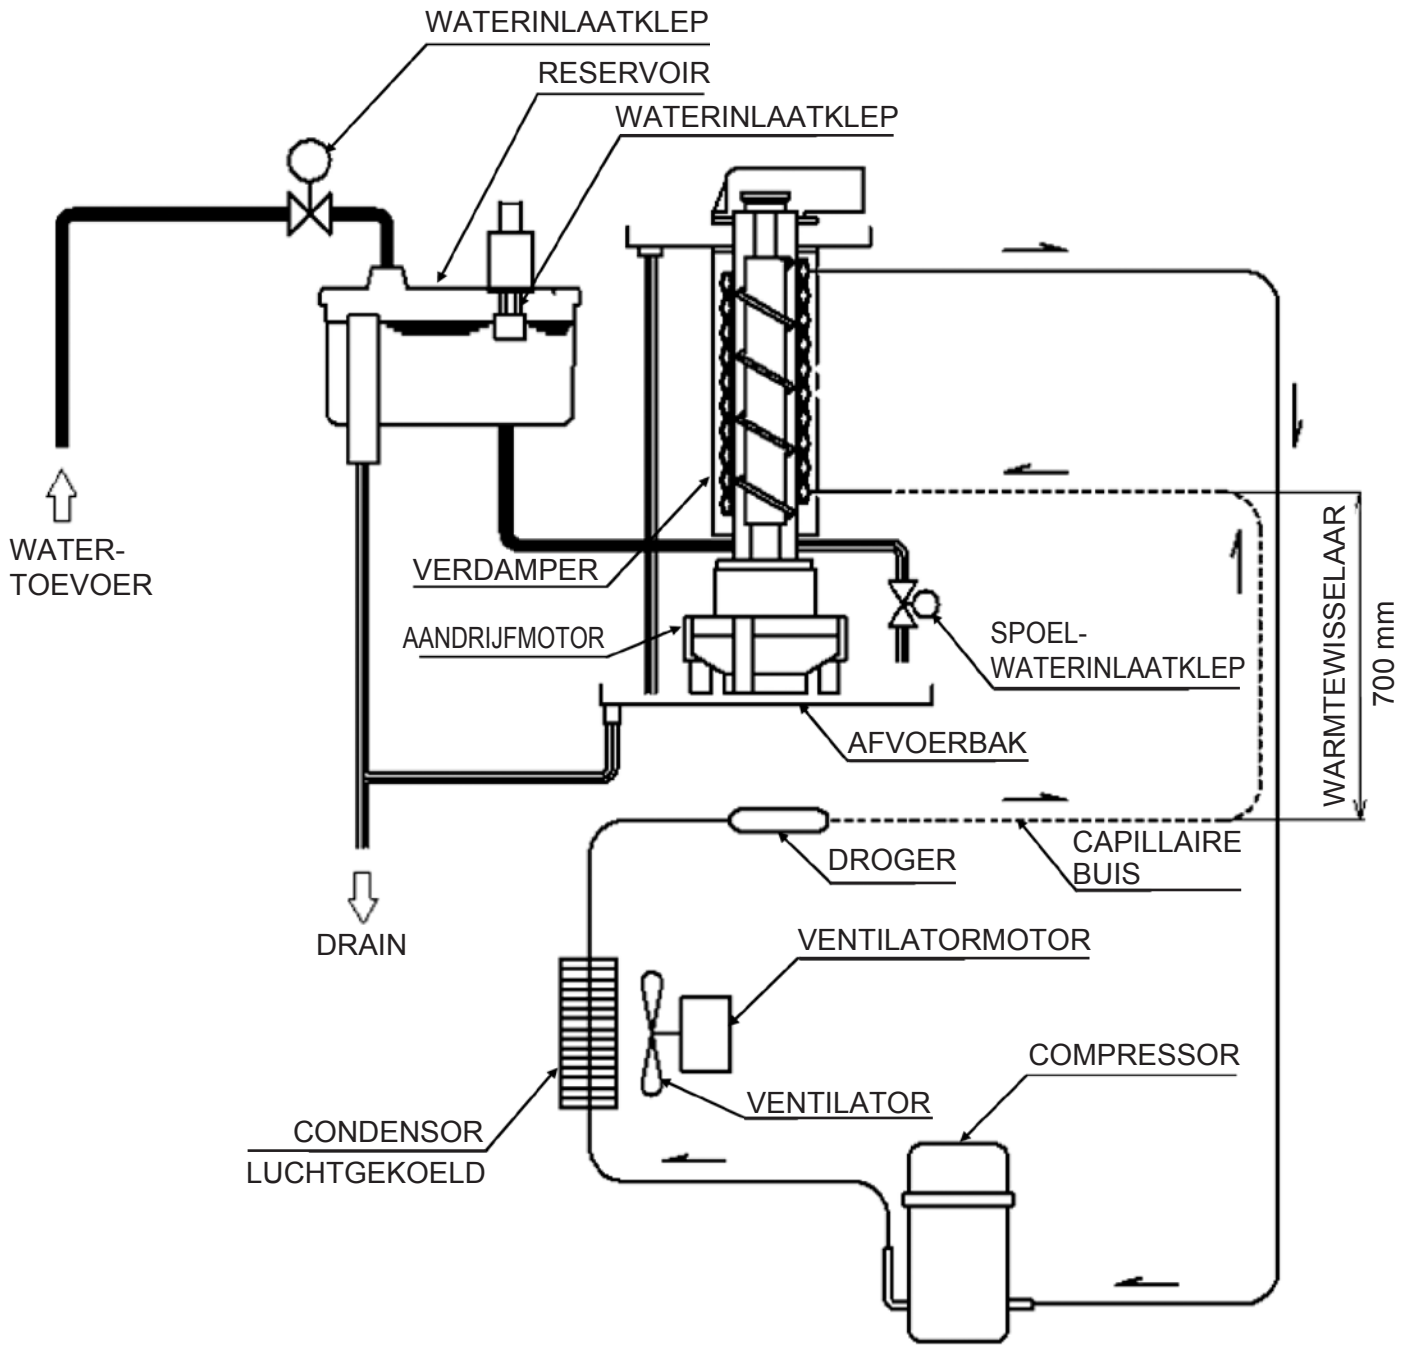 WATERINLAATKLEP
RESERVOIR
WATERINLAATKLEP
WATER-
TOEVOER
VERDAMPER
AANDRIJFMOTOR
SPOEL-
WATERINLAATKLEP
WARMTEWISSELAAR
700 mm
AFVOERBAK
DROGER
CAPILLAIRE
BUIS
DRAIN
VENTILATORMOTOR
VENTILATOR
COMPRESSOR
CONDENSOR
LUCHTGEKOELD